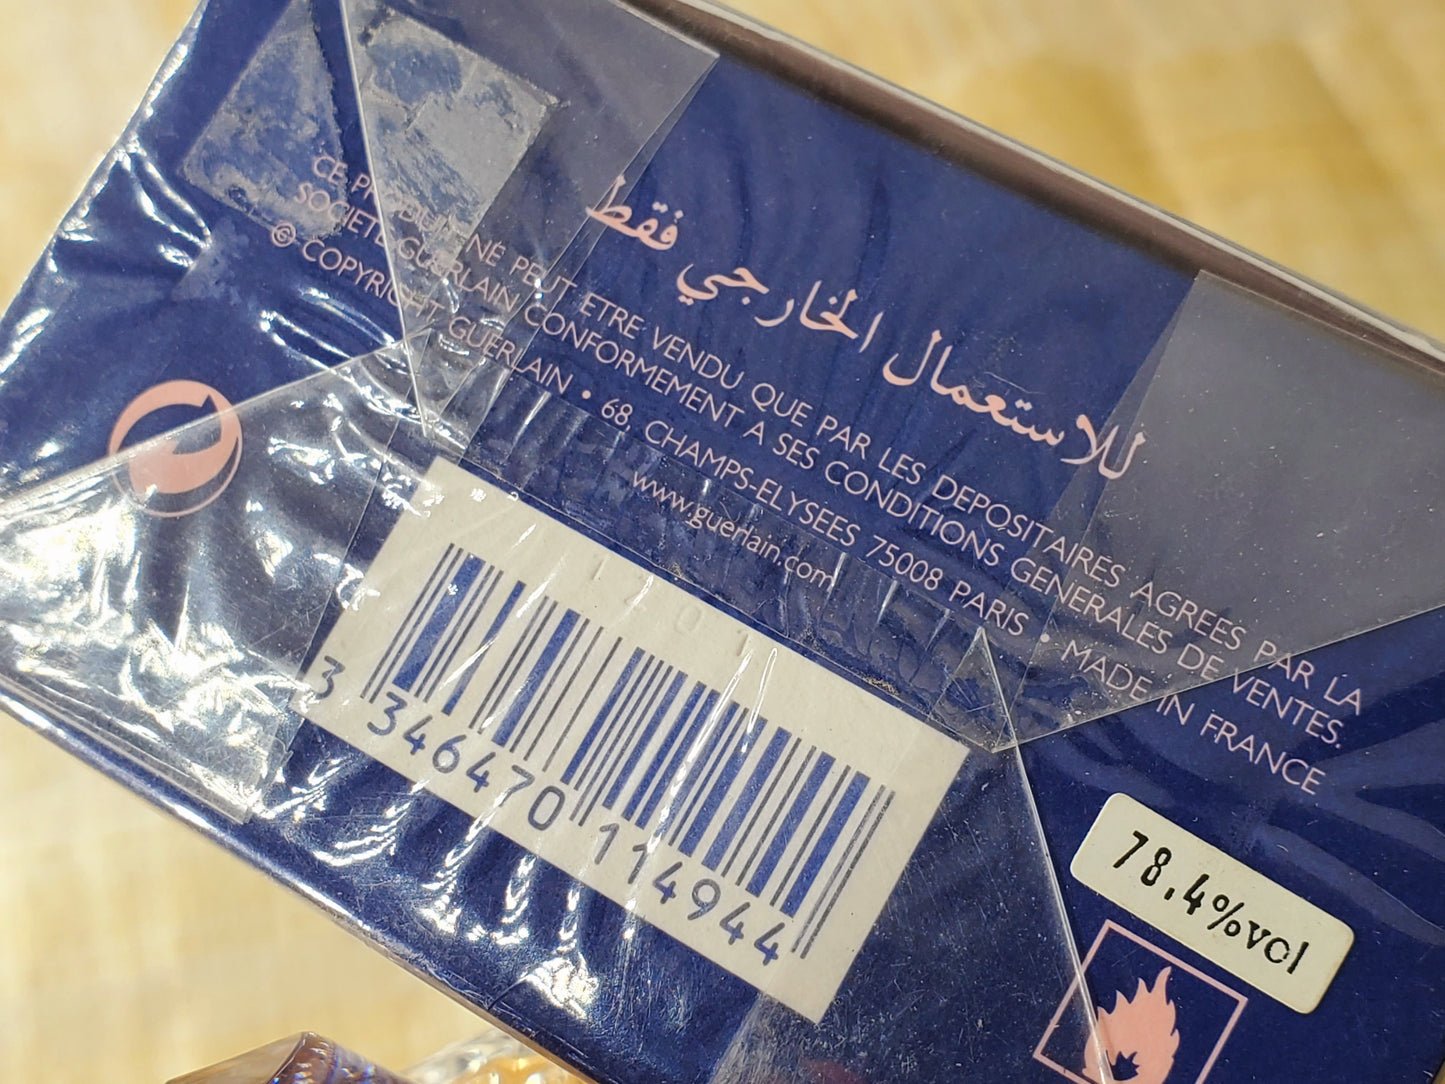 للاستعمال الخارجي فقط
CE PRODUIT NE PEUT ETRE VENDU QUE PAR LES DEPOSITAIRES AGREES PAR LA
SOCIETE GUERLAIN CONFORMEMENT A SES CONDITIONS GENERALES DE VENTES.
© COPYRIGHT GUERLAIN • 68, CHAMPS-ELYSEES 75008 PARIS • MADE IN FRANCE
www.guerlain.com
3 346470 114944
78.4%vol